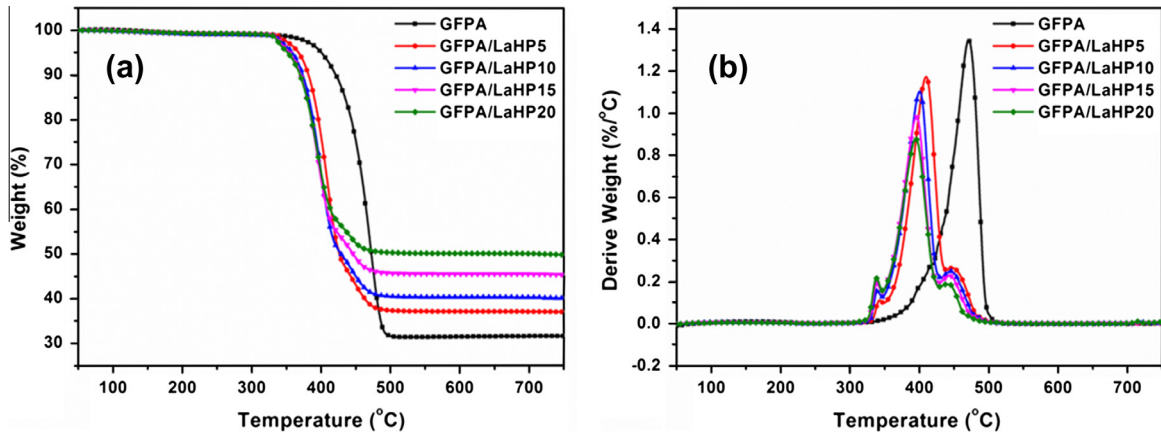 (a)
GFPA
GFPA/LaHP5
GFPA/LaHP10
GFPA/LaHP15
GFPA/LaHP20
Weight (%)
100
90
80
70
60
50
40
30
100 200 300 400 500 600 700
Temperature (°C)
(b)
GFPA
GFPA/LaHP5
GFPA/LaHP10
GFPA/LaHP15
GFPA/LaHP20
Derive Weight (%/°C)
1.4
1.2
1.0
0.8
0.6
0.4
0.2
0.0
-0.2
100 200 300 400 500 600 700
Temperature (°C)